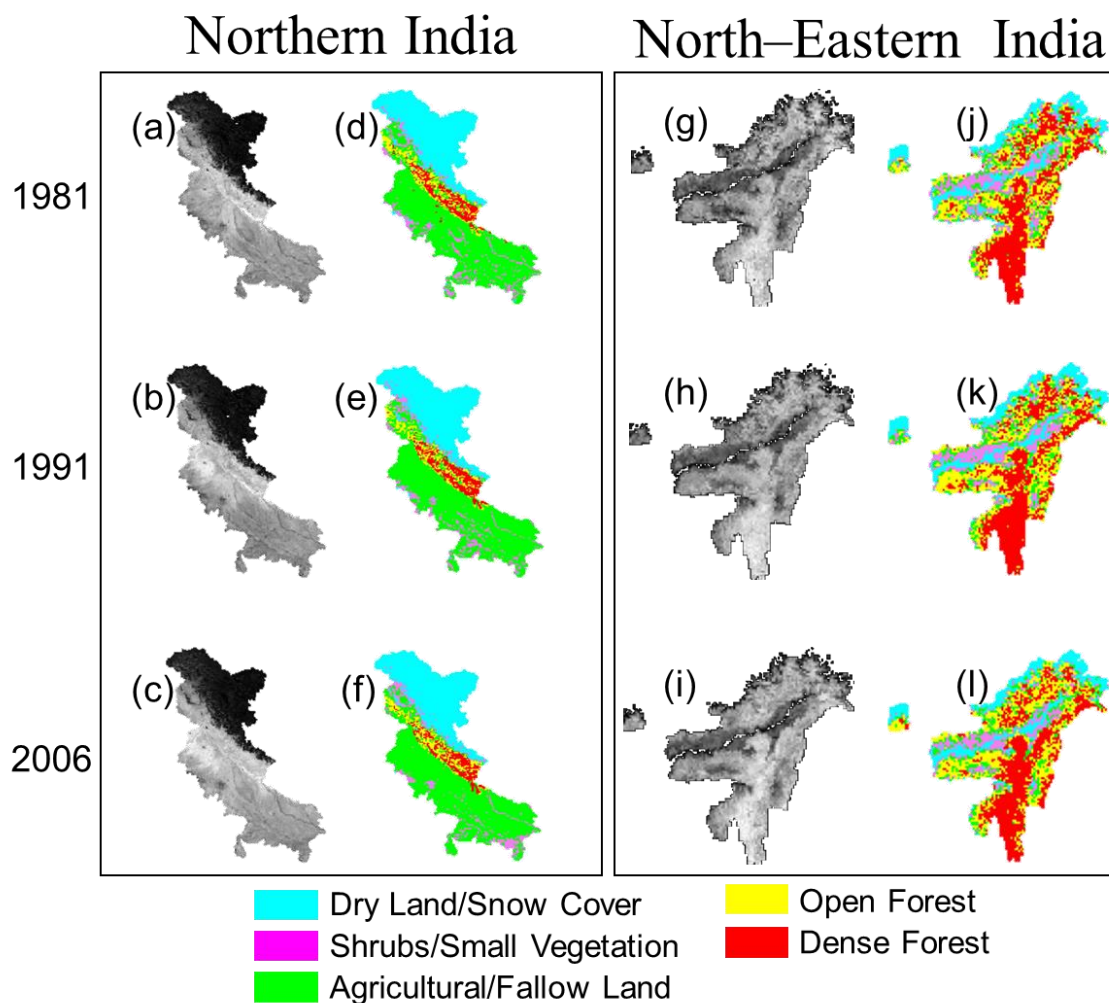 Northern India
North–Eastern India
(a)
(d)
(g)
(j)
1981
(b)
(e)
(h)
(k)
1991
(c)
(f)
(i)
(l)
2006
Dry Land/Snow Cover
Open Forest
Shrubs/Small Vegetation
Dense Forest
Agricultural/Fallow Land